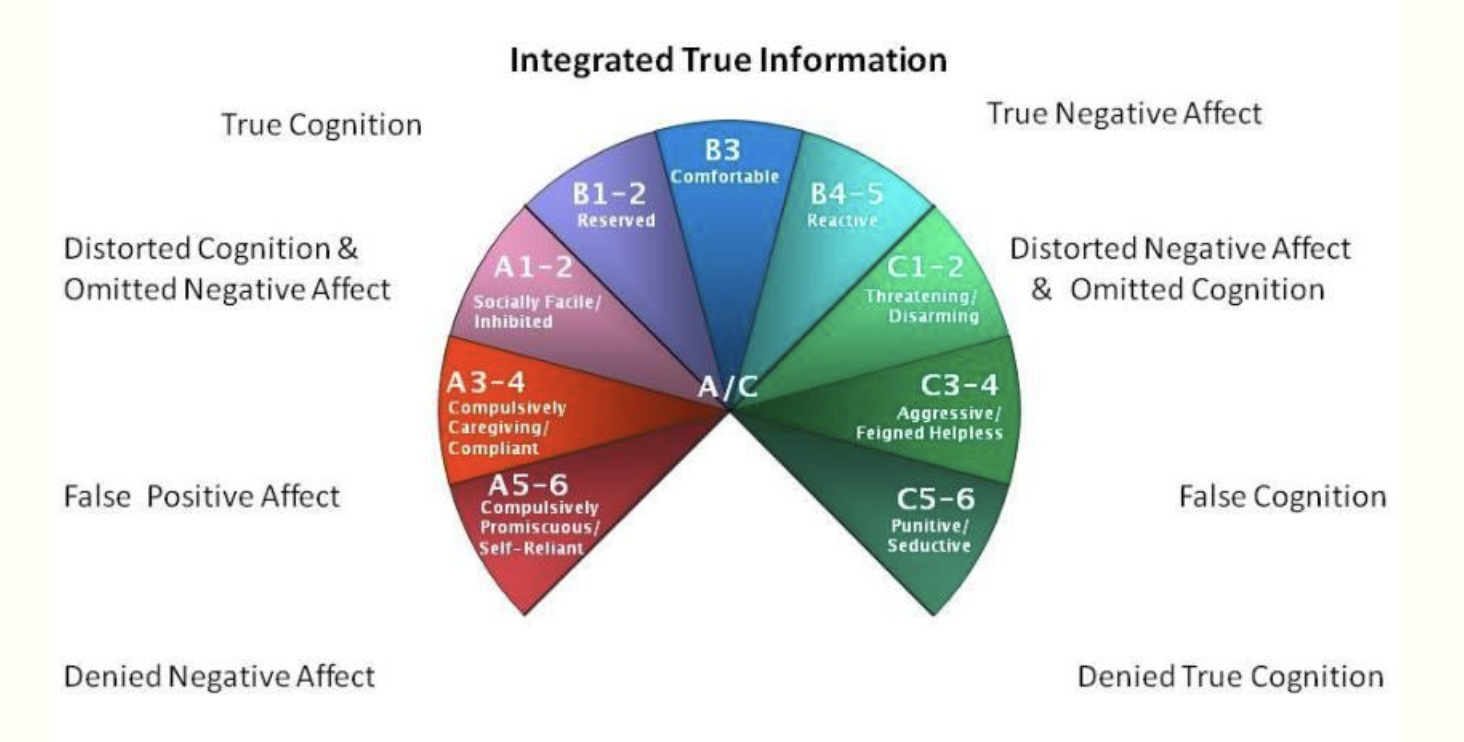 Integrated True Information
True Cognition
True Negative Affect
B3
Comfortable
B1-2
Reserved
B4-5
Reactive
Distorted Cognition &
Omitted Negative Affect
A1-2
Socially Facile/
Inhibited
C1-2
Threatening/
Disarming
Distorted Negative Affect
& Omitted Cognition
A/C
A3-4
Compulsively
Caregiving/
Compliant
C3-4
Aggressive/
Feigned Helpless
False Positive Affect
A5-6
Compulsively
Promiscuous/
Self-Reliant
C5-6
Punitive/
Seductive
False Cognition
Denied Negative Affect
Denied True Cognition